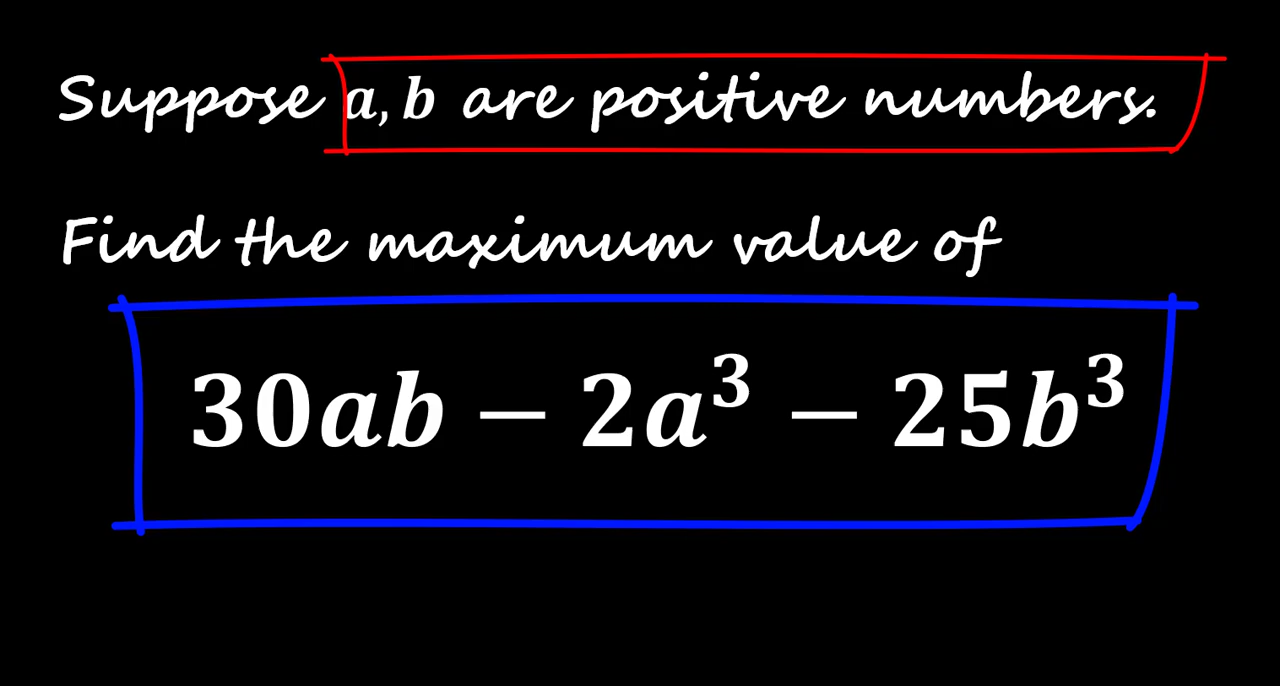 Suppose a, b are positive numbers.
Find the maximum value of
30ab − 2a³ − 25b³